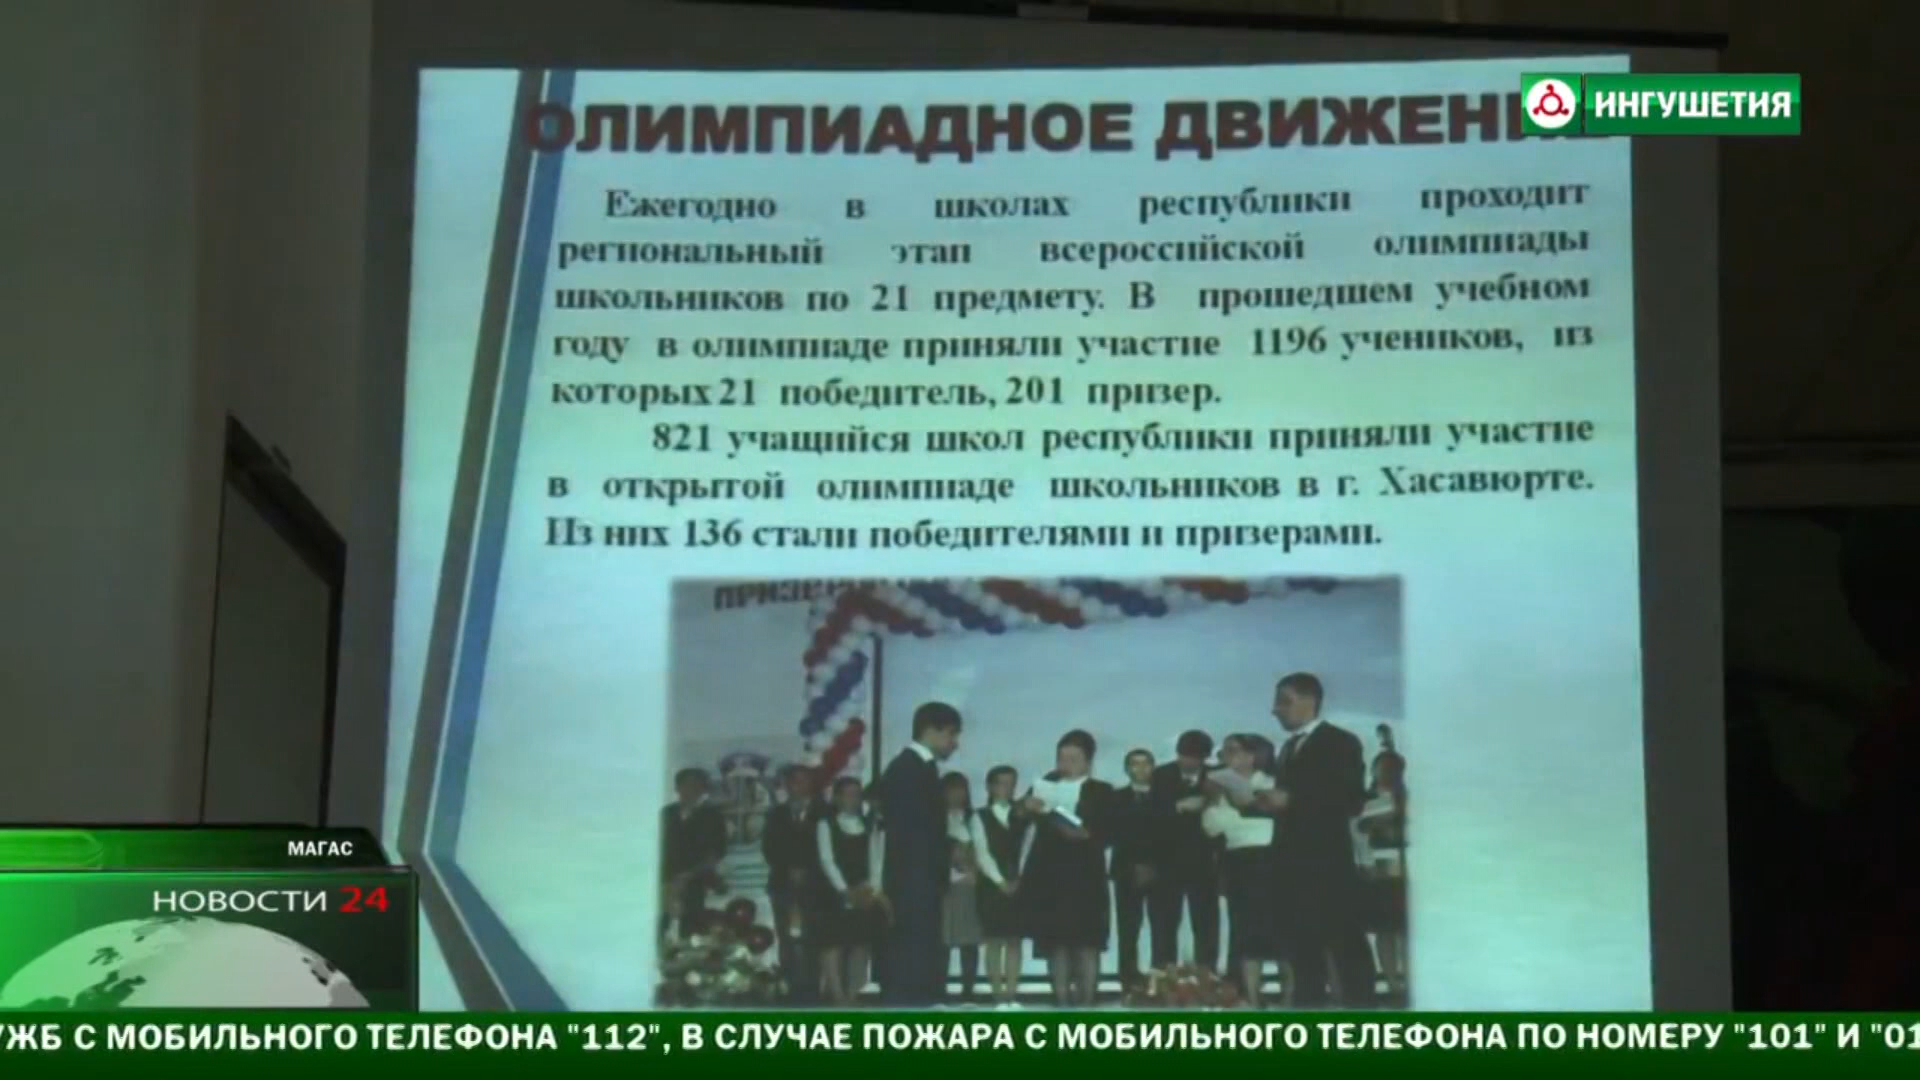 ИНГУШЕТИЯ
ОЛИМПИАДНОЕ ДВИЖЕН
Ежегодно в школах республики проходит
региональный этап всероссийской олимпиады
школьников по 21 предмету. В прошедшем учебном
году в олимпиаде приняли участие 1196 учеников, из
которых 21 победитель, 201 призер.
821 учащийся школ республики приняли участие
в открытой олимпиаде школьников в г. Хасавюрте.
Из них 136 стали победителями и призерами.
МАГАС
НОВОСТИ 24
УЖБ С МОБИЛЬНОГО ТЕЛЕФОНА "112", В СЛУЧАЕ ПОЖАРА С МОБИЛЬНОГО ТЕЛЕФОНА ПО НОМЕРУ "101" И "01